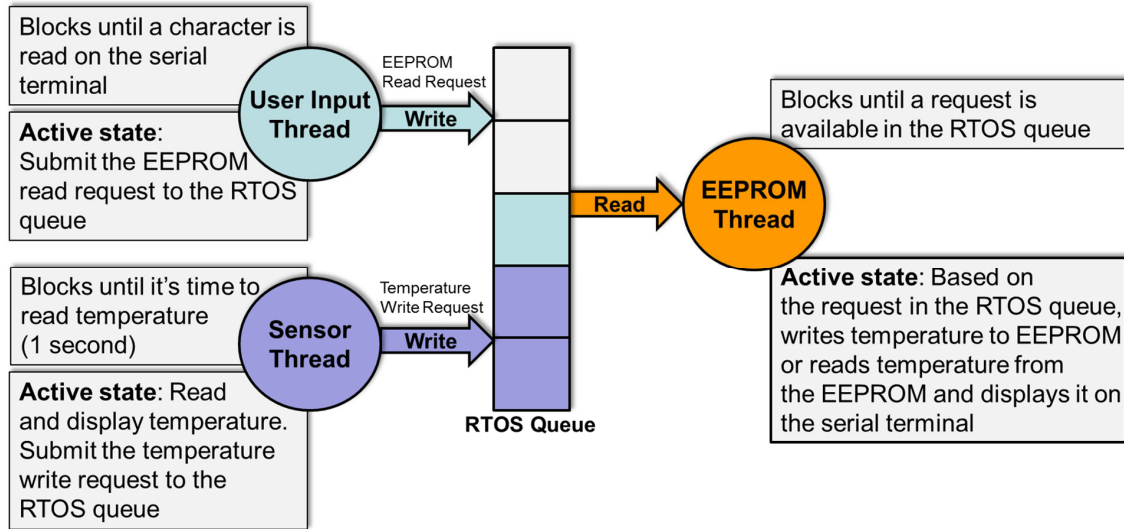 Blocks until a character is
read on the serial
terminal
User Input
Thread
Active state:
Submit the EEPROM
read request to the RTOS
queue
EEPROM
Read Request
Write
Blocks until it's time to
read temperature
(1 second)
Sensor
Thread
Active state: Read
and display temperature.
Submit the temperature
write request to the
RTOS queue
Temperature
Write Request
Write
RTOS Queue
Read
EEPROM
Thread
Blocks until a request is
available in the RTOS queue
Active state: Based on
the request in the RTOS queue,
writes temperature to EEPROM
or reads temperature from
the EEPROM and displays it on
the serial terminal